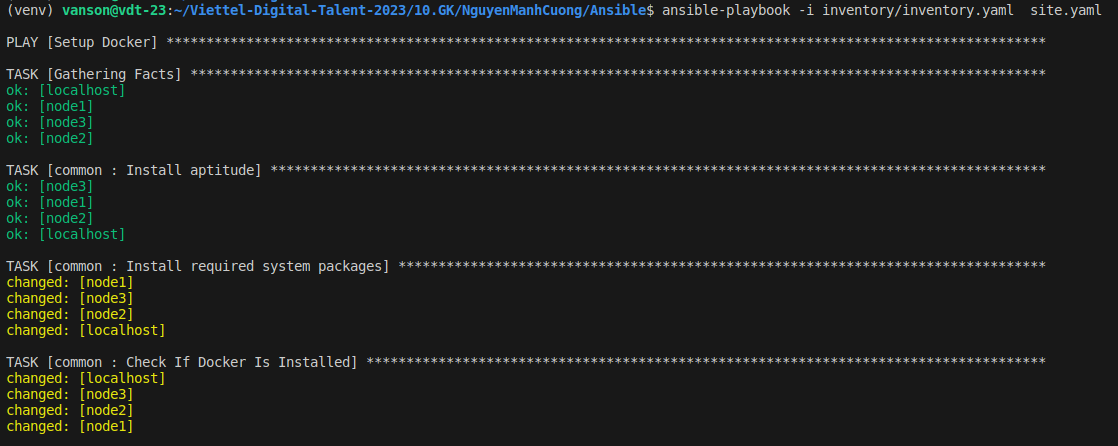 (venv) vanson@vdt-23:~/Viettel-Digital-Talent-2023/10.GK/NguyenManhCuong/Ansible$ ansible-playbook -i inventory/inventory.yaml  site.yaml
PLAY [Setup Docker] **************************************************************************************************************
TASK [Gathering Facts] ***********************************************************************************************************
ok: [localhost]
ok: [node1]
ok: [node3]
ok: [node2]
TASK [common : Install aptitude] *************************************************************************************************
ok: [node3]
ok: [node1]
ok: [node2]
ok: [localhost]
TASK [common : Install required system packages] *********************************************************************************
changed: [node1]
changed: [node3]
changed: [node2]
changed: [localhost]
TASK [common : Check If Docker Is Installed] *************************************************************************************
changed: [localhost]
changed: [node3]
changed: [node2]
changed: [node1]